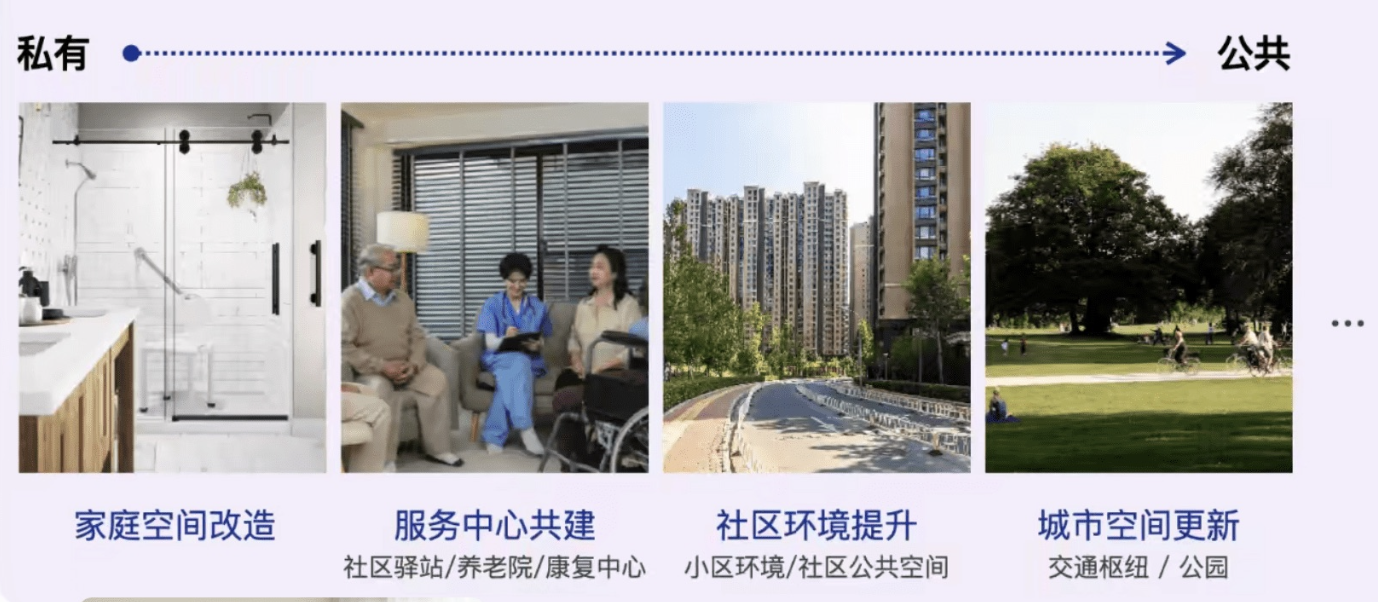 私有
公共
家庭空间改造
服务中心共建
社区驿站/养老院/康复中心
社区环境提升
小区环境/社区公共空间
城市空间更新
交通枢纽 / 公园
...